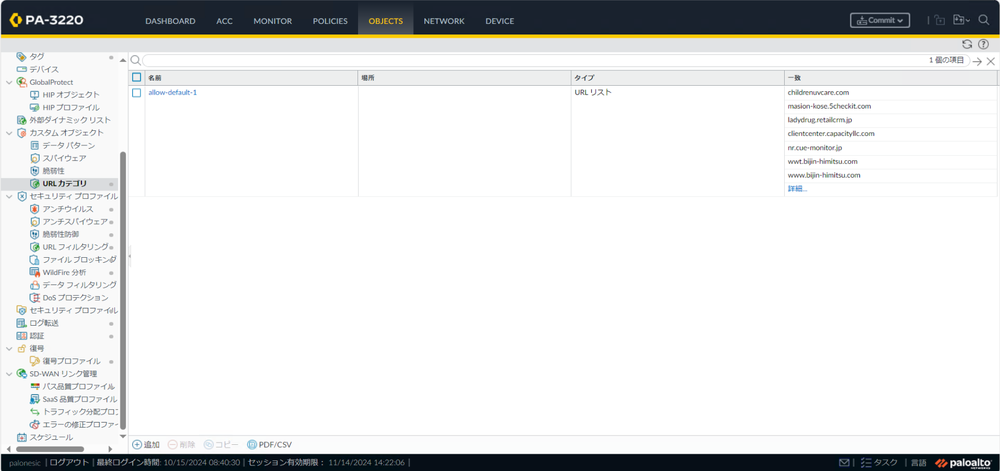 PA-3220
DASHBOARD ACC MONITOR POLICIES OBJECTS NETWORK DEVICE Commit
タグ
デバイス
GlobalProtect
HIP オブジェクト
HIP プロファイル
外部ダイナミック リスト
カスタム オブジェクト
データ パターン
スパイウェア
脆弱性
URL カテゴリ
セキュリティ プロファイル
アンチウイルス
アンチスパイウェア
脆弱性防御
URL フィルタリング
ファイル ブロッキング
WildFire 分析
データ フィルタリング
DoS プロテクション
セキュリティ プロファイル
ログ転送
認証
復号
復号プロファイル
SD-WAN リンク管理
パス品質プロファイル
SaaS 品質プロファイル
トラフィック分配プロ
エラーの修正プロファ
スケジュール
1 個の項目
名前 場所 タイプ 一致
allow-default-1 URL リスト childrenuvcare.com
masion-kose.5checkit.com
ladydrug.retailcrm.jp
clientcenter.capacityllc.com
nr.cue-monitor.jp
wwt.bijin-himitsu.com
www.bijin-himitsu.com
詳細...
追加 削除 コピー PDF/CSV
palonesic | ログアウト | 最終ログイン時間: 10/15/2024 08:40:30 | セッション有効期限： 11/14/2024 14:22:06 |
タスク | 言語 paloalto NETWORKS